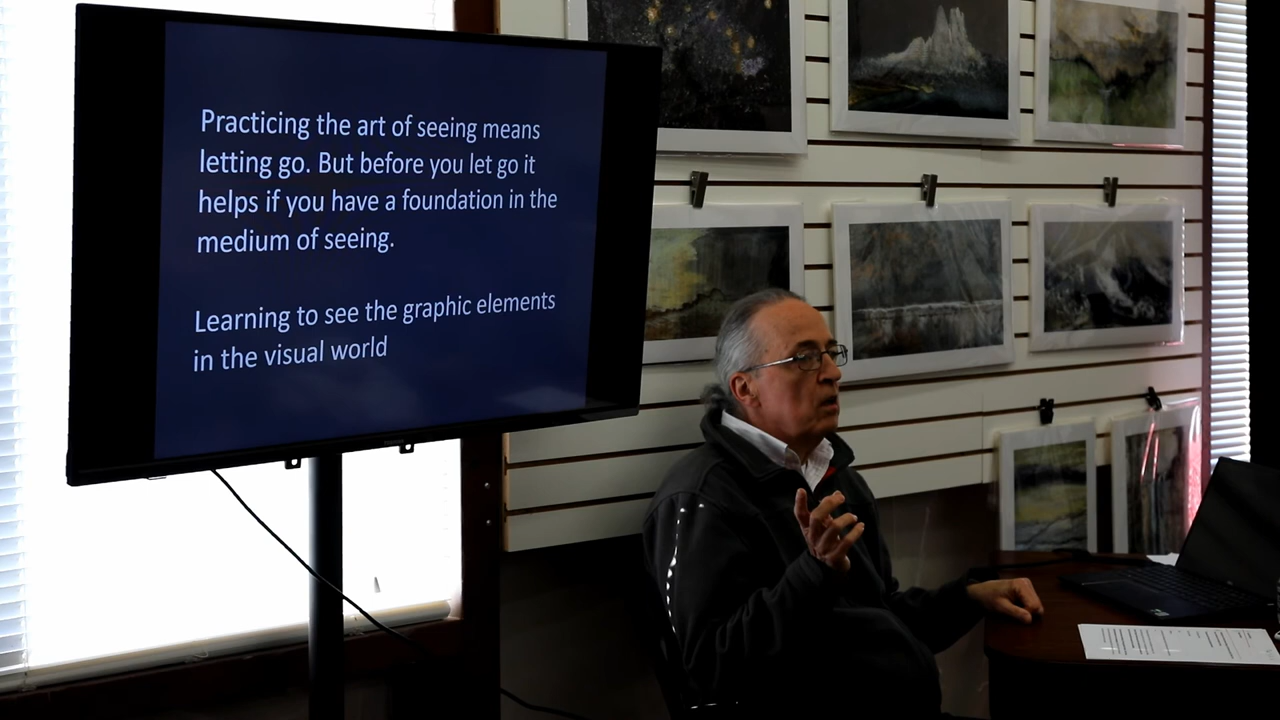 Practicing the art of seeing means
letting go. But before you let go it
helps if you have a foundation in the
medium of seeing.
Learning to see the graphic elements
in the visual world